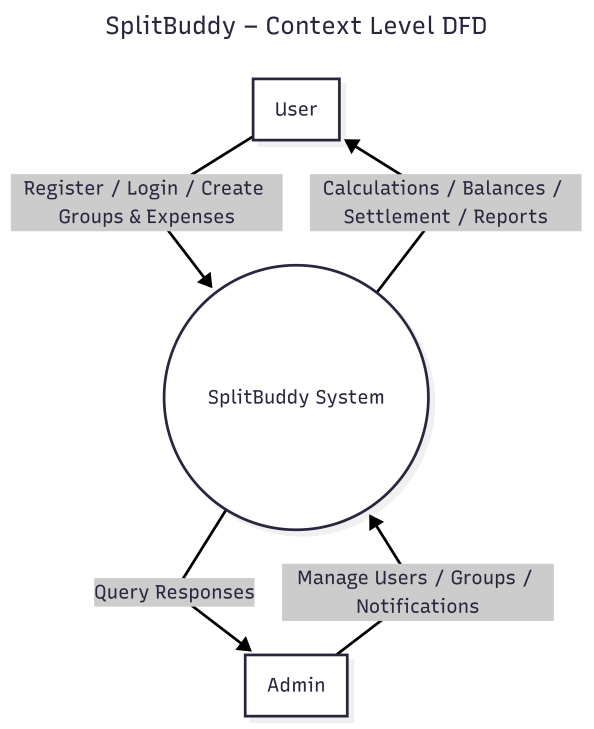 SplitBuddy – Context Level DFD
User
Register / Login / Create
Groups & Expenses
Calculations / Balances /
Settlement / Reports
SplitBuddy System
Query Responses
Manage Users / Groups /
Notifications
Admin